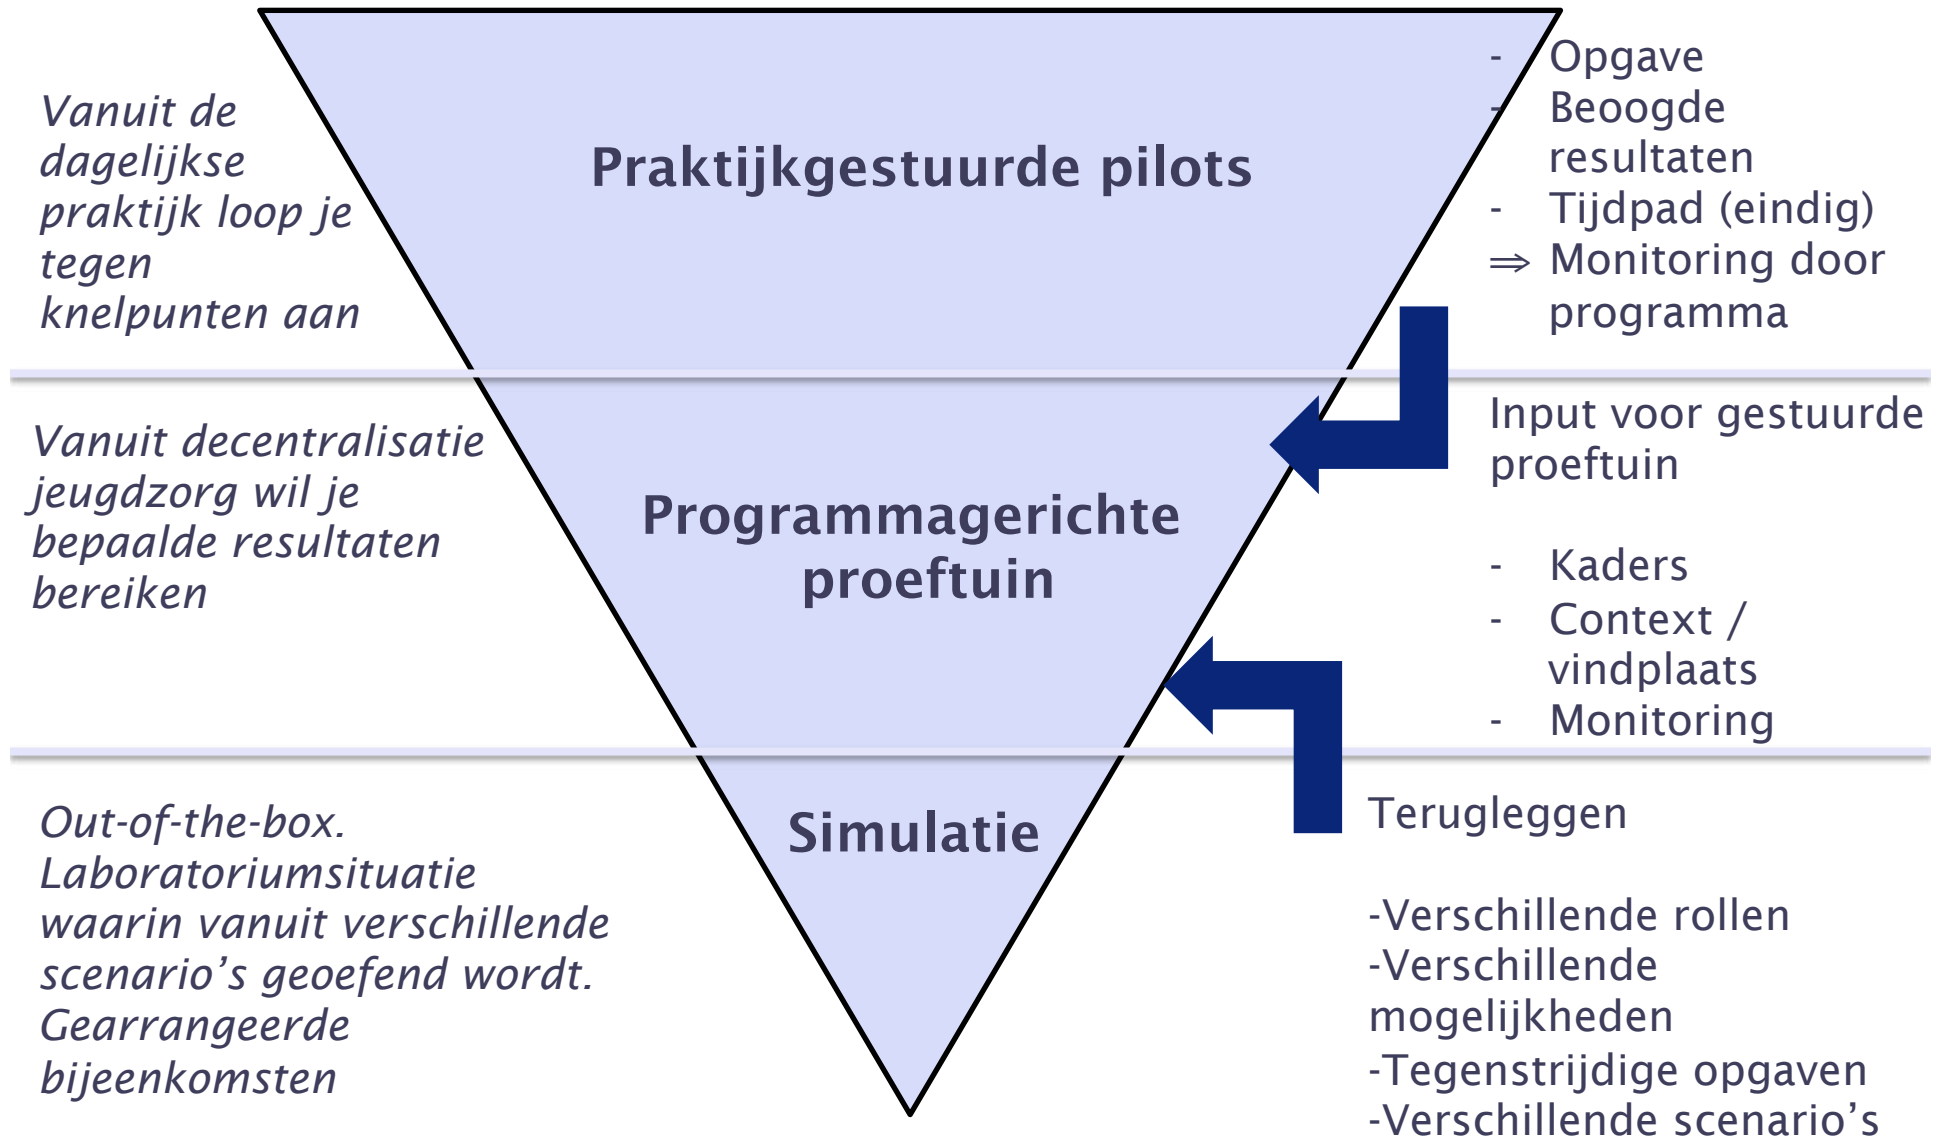 Vanuit de
dagelijkse
praktijk loop je
tegen
knelpunten aan
Praktijkgestuurde pilots
- Opgave
- Beoogde
resultaten
- Tijdpad (eindig)
⇒ Monitoring door
programma
Vanuit decentralisatie
jeugdzorg wil je
bepaalde resultaten
bereiken
Programmagerichte
proeftuin
Input voor gestuurde
proeftuin
- Kaders
- Context /
vindplaats
- Monitoring
Out-of-the-box.
Laboratoriumsituatie
waarin vanuit verschillende
scenario’s geoefend wordt.
Gearrangeerde
bijeenkomsten
Simulatie
Terugleggen
-Verschillende rollen
-Verschillende
mogelijkheden
-Tegenstrijdige opgaven
-Verschillende scenario’s